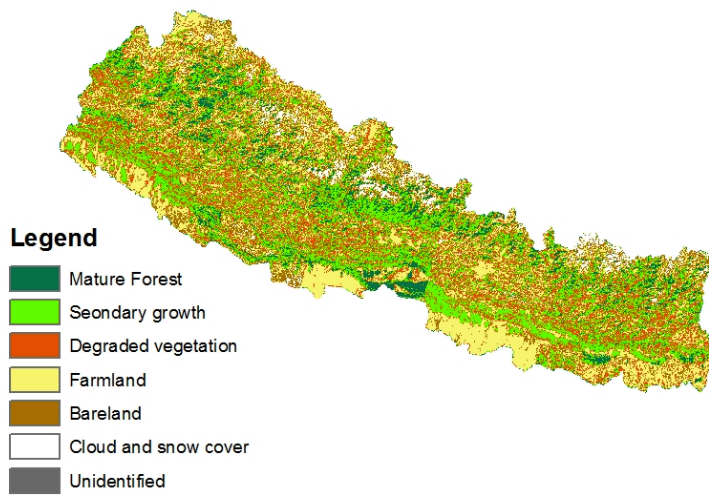 Legend
Mature Forest
Seondary growth
Degraded vegetation
Farmland
Bareland
Cloud and snow cover
Unidentified